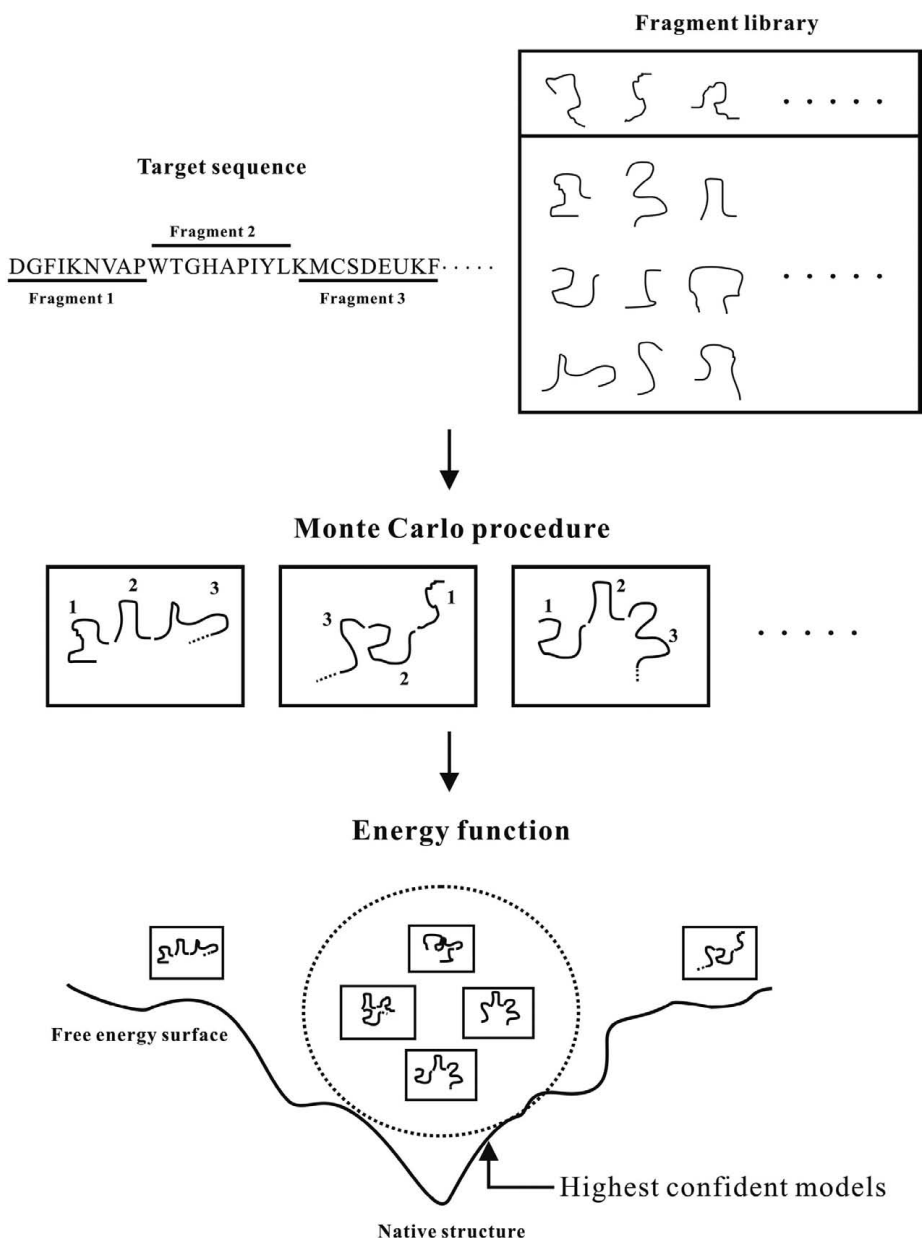 Fragment library
Target sequence
Fragment 2
DGFIKNVAPWTGHAPIYLKMCSDEUKF·····
Fragment 1
Fragment 3
Monte Carlo procedure
1 2 3
3 2 1
1 2 3
Energy function
Free energy surface
Highest confident models
Native structure